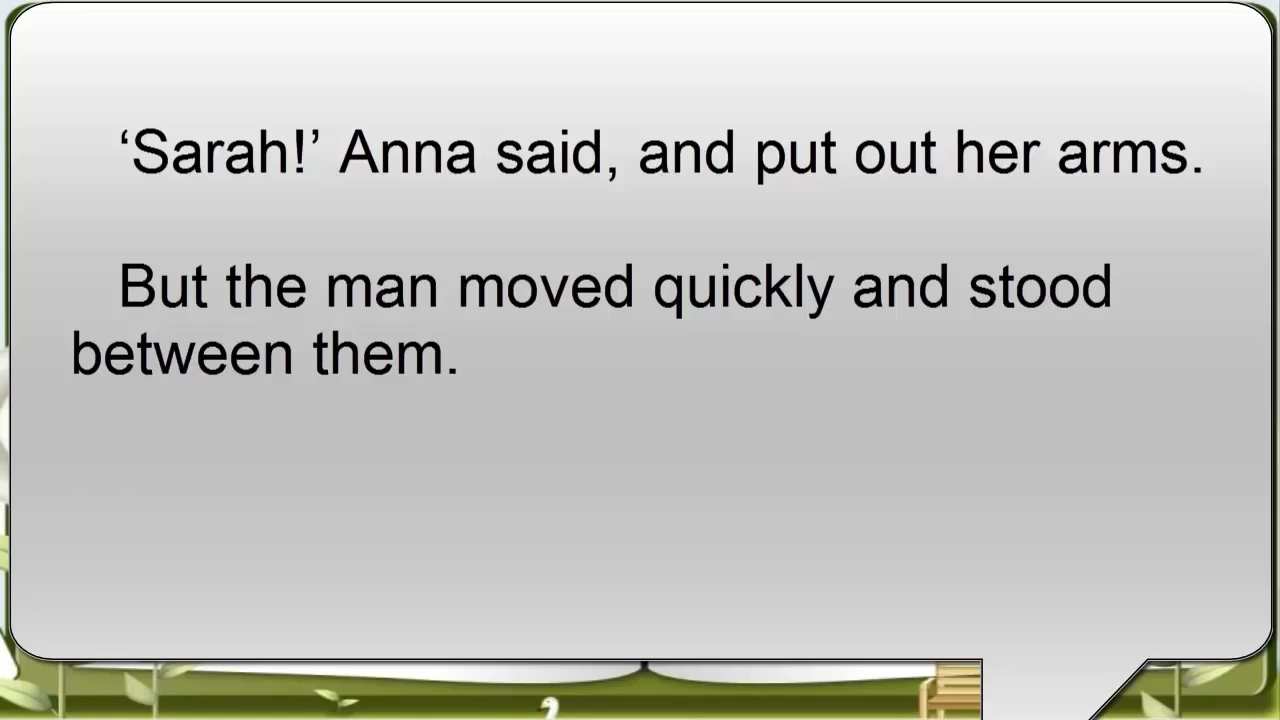 ‘Sarah!’ Anna said, and put out her arms.
But the man moved quickly and stood
between them.